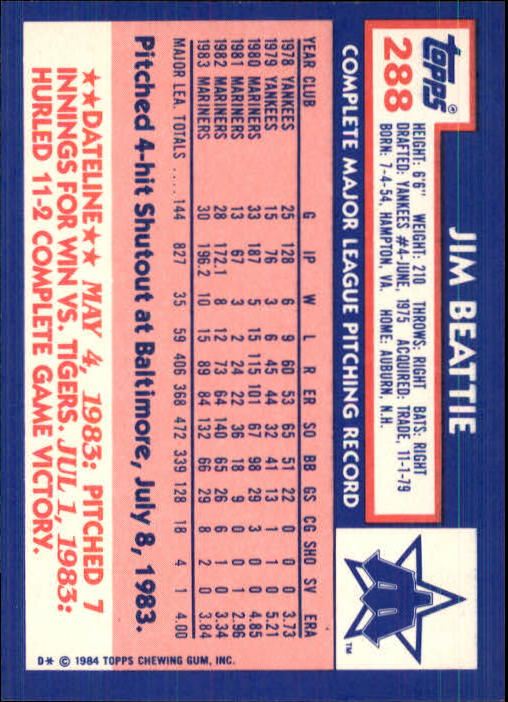 topps®
288
JIM BEATTIE
HEIGHT: 6'6" WEIGHT: 210 THROWS: RIGHT BATS: RIGHT
DRAFTED: YANKEES #4-JUNE, 1975 ACQUIRED: TRADE, 11-1-79
BORN: 7-4-54, HAMPTON, VA. HOME: AUBURN, N.H.
COMPLETE MAJOR LEAGUE PITCHING RECORD
TM
YEAR CLUB G IP W L R ER SO BB GS CG SHO SV ERA
1978 YANKEES 25 128 6 9 60 53 65 51 22 0 0 0 3.73
1979 YANKEES 15 76 3 6 45 44 32 41 13 1 1 0 5.21
1980 MARINERS 33 187 5 15 115 101 67 98 29 3 0 0 4.85
1981 MARINERS 13 67 3 2 24 22 36 18 9 0 0 1 2.96
1982 MARINERS 28 172.1 8 12 73 64 140 65 26 6 1 0 3.34
1983 MARINERS 30 196.2 10 15 89 84 132 66 29 8 2 0 3.84
MAJOR LEA. TOTALS .... 144 827 35 59 406 368 472 339 128 18 4 1 4.00
Pitched 4-hit Shutout at Baltimore, July 8, 1983.
★★DATELINE★★ MAY 4, 1983: PITCHED 7
INNINGS FOR WIN VS. TIGERS. JUL 1, 1983:
HURLED 11-2 COMPLETE GAME VICTORY.
D* © 1984 TOPPS CHEWING GUM, INC.